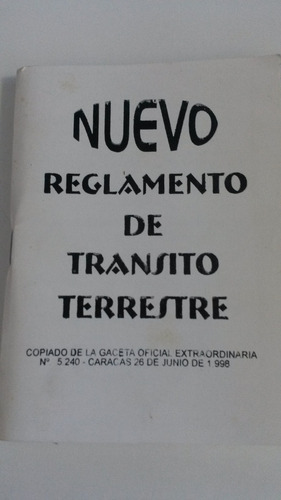 NUEVO
REGLAMENTO
DE
TRANSITO
TERRESTRE
COPIADO DE LA GACETA OFICIAL EXTRAORDINARIA
N° 5.240 - CARACAS 26 DE JUNIO DE 1.998